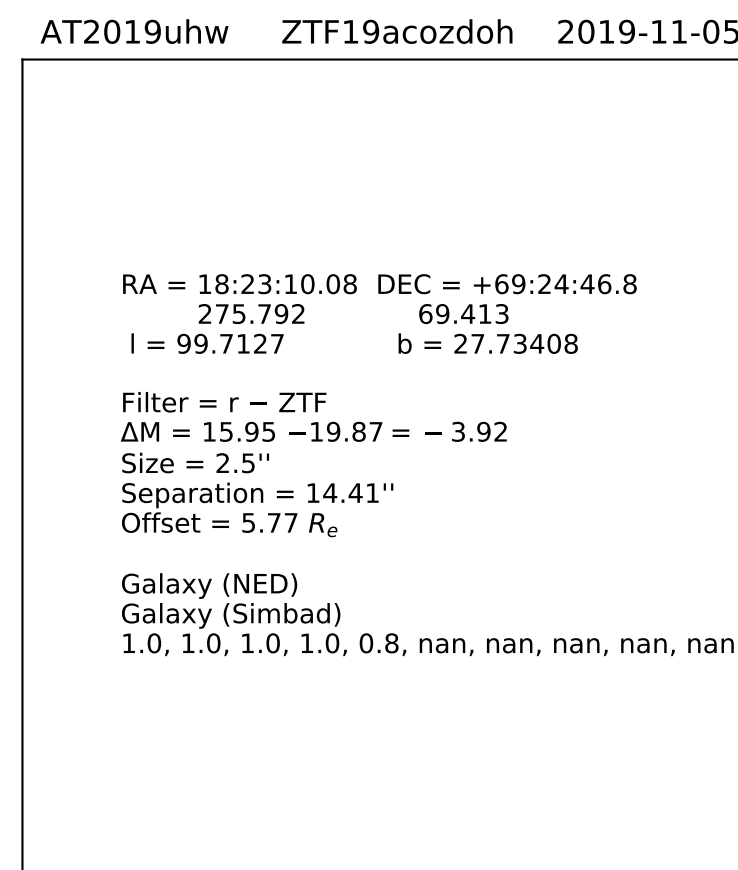 AT2019uhw ZTF19acozdoh 2019-11-05
RA = 18:23:10.08 DEC = +69:24:46.8
275.792 69.413
l = 99.7127 b = 27.73408
Filter = r − ZTF
ΔM = 15.95 −19.87 = − 3.92
Size = 2.5''
Separation = 14.41''
Offset = 5.77 Rₑ
Galaxy (NED)
Galaxy (Simbad)
1.0, 1.0, 1.0, 1.0, 0.8, nan, nan, nan, nan, nan